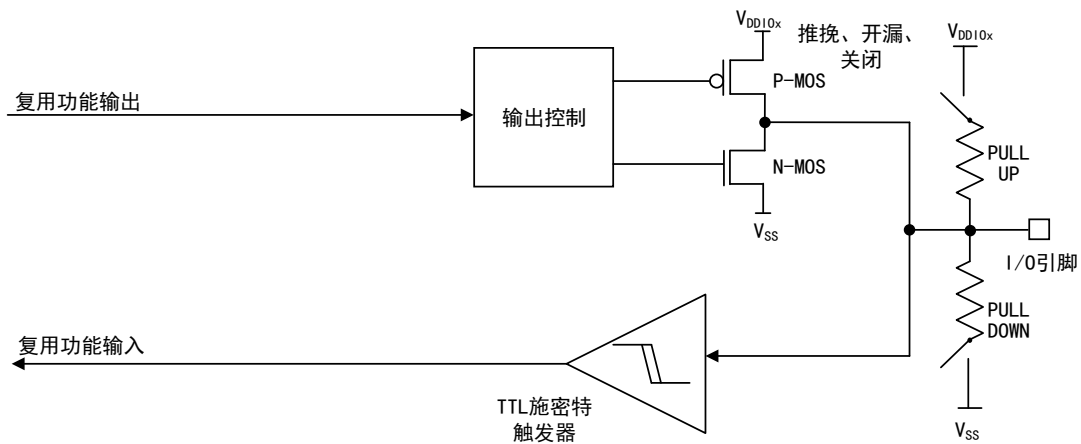 V_DDIOx
推挽、开漏、
关闭
V_DDIOx
复用功能输出
P-MOS
输出控制
N-MOS
PULL
UP
V_SS
I/O引脚
复用功能输入
PULL
DOWN
TTL施密特
触发器
V_SS